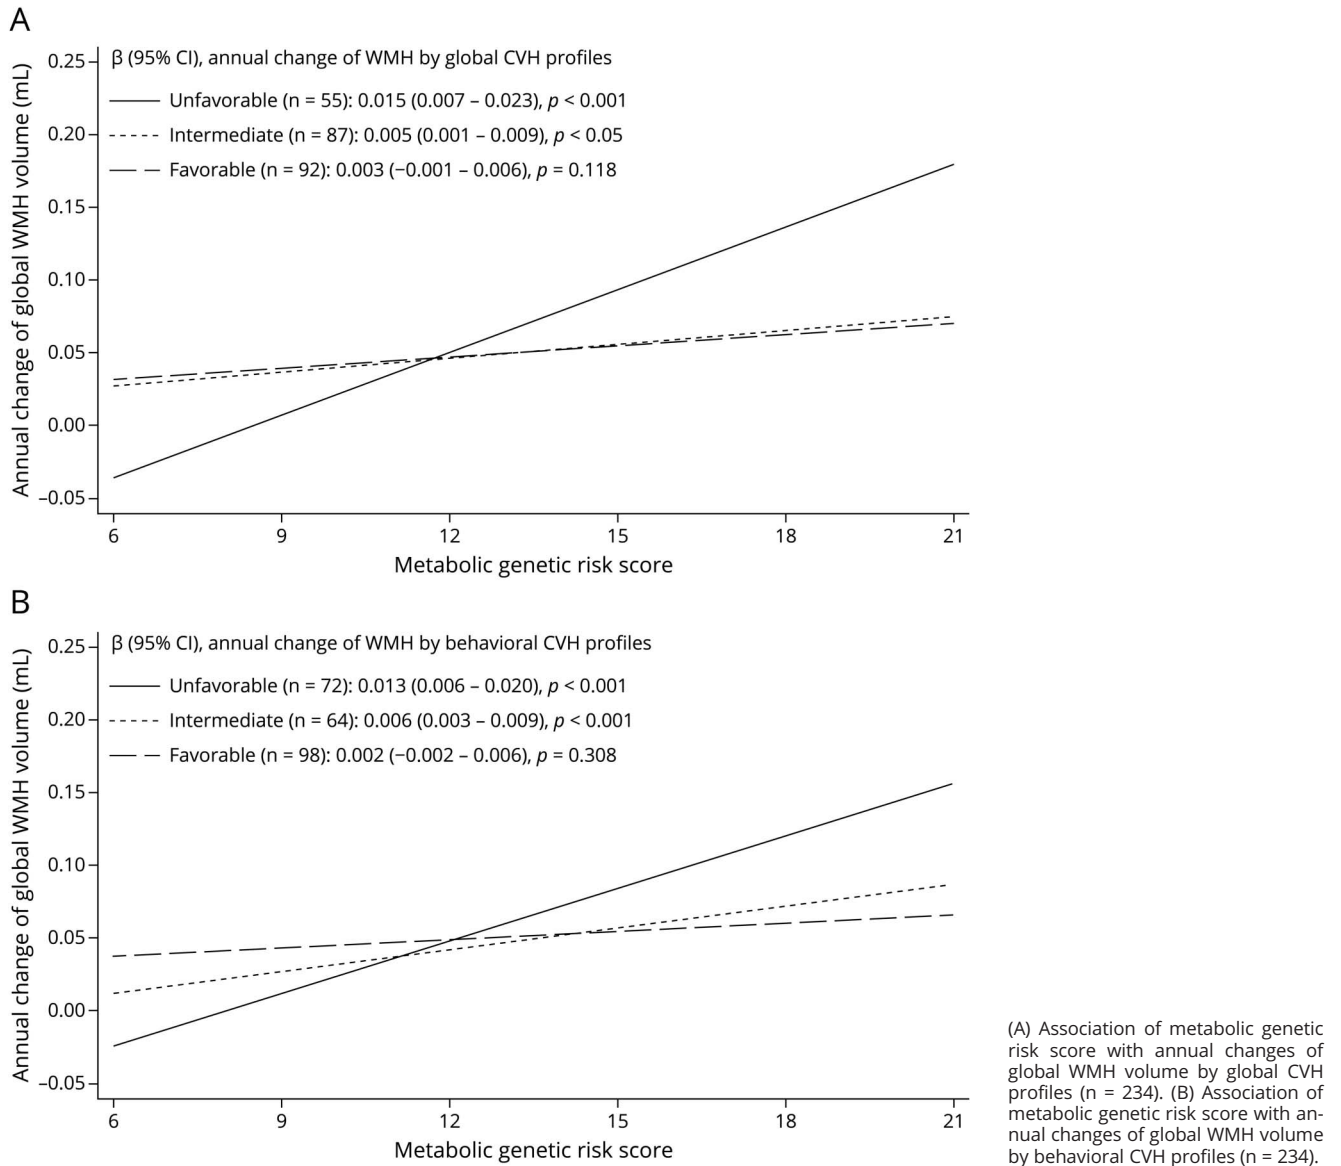 A
Annual change of global WMH volume (mL)
0.25
0.20
0.15
0.10
0.05
0.00
−0.05
β (95% CI), annual change of WMH by global CVH profiles
Unfavorable (n = 55): 0.015 (0.007 – 0.023), p < 0.001
Intermediate (n = 87): 0.005 (0.001 – 0.009), p < 0.05
Favorable (n = 92): 0.003 (−0.001 – 0.006), p = 0.118
6 9 12 15 18 21
Metabolic genetic risk score
B
Annual change of global WMH volume (mL)
0.25
0.20
0.15
0.10
0.05
0.00
−0.05
β (95% CI), annual change of WMH by behavioral CVH profiles
Unfavorable (n = 72): 0.013 (0.006 – 0.020), p < 0.001
Intermediate (n = 64): 0.006 (0.003 – 0.009), p < 0.001
Favorable (n = 98): 0.002 (−0.002 – 0.006), p = 0.308
6 9 12 15 18 21
Metabolic genetic risk score
(A) Association of metabolic genetic
risk score with annual changes of
global WMH volume by global CVH
profiles (n = 234). (B) Association of
metabolic genetic risk score with an-
nual changes of global WMH volume
by behavioral CVH profiles (n = 234).